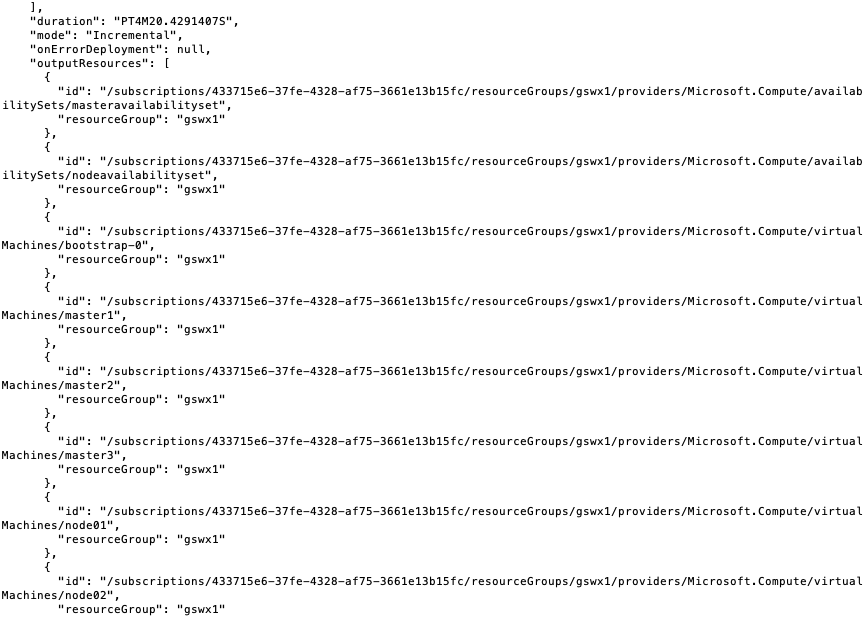 ],
    "duration": "PT4M20.4291407S",
    "mode": "Incremental",
    "onErrorDeployment": null,
    "outputResources": [
      {
        "id": "/subscriptions/433715e6-37fe-4328-af75-3661e13b15fc/resourceGroups/gswx1/providers/Microsoft.Compute/availab
ilitySets/masteravailabilityset",
        "resourceGroup": "gswx1"
      },
      {
        "id": "/subscriptions/433715e6-37fe-4328-af75-3661e13b15fc/resourceGroups/gswx1/providers/Microsoft.Compute/availab
ilitySets/nodeavailabilityset",
        "resourceGroup": "gswx1"
      },
      {
        "id": "/subscriptions/433715e6-37fe-4328-af75-3661e13b15fc/resourceGroups/gswx1/providers/Microsoft.Compute/virtual
Machines/bootstrap-0",
        "resourceGroup": "gswx1"
      },
      {
        "id": "/subscriptions/433715e6-37fe-4328-af75-3661e13b15fc/resourceGroups/gswx1/providers/Microsoft.Compute/virtual
Machines/master1",
        "resourceGroup": "gswx1"
      },
      {
        "id": "/subscriptions/433715e6-37fe-4328-af75-3661e13b15fc/resourceGroups/gswx1/providers/Microsoft.Compute/virtual
Machines/master2",
        "resourceGroup": "gswx1"
      },
      {
        "id": "/subscriptions/433715e6-37fe-4328-af75-3661e13b15fc/resourceGroups/gswx1/providers/Microsoft.Compute/virtual
Machines/master3",
        "resourceGroup": "gswx1"
      },
      {
        "id": "/subscriptions/433715e6-37fe-4328-af75-3661e13b15fc/resourceGroups/gswx1/providers/Microsoft.Compute/virtual
Machines/node01",
        "resourceGroup": "gswx1"
      },
      {
        "id": "/subscriptions/433715e6-37fe-4328-af75-3661e13b15fc/resourceGroups/gswx1/providers/Microsoft.Compute/virtual
Machines/node02",
        "resourceGroup": "gswx1"